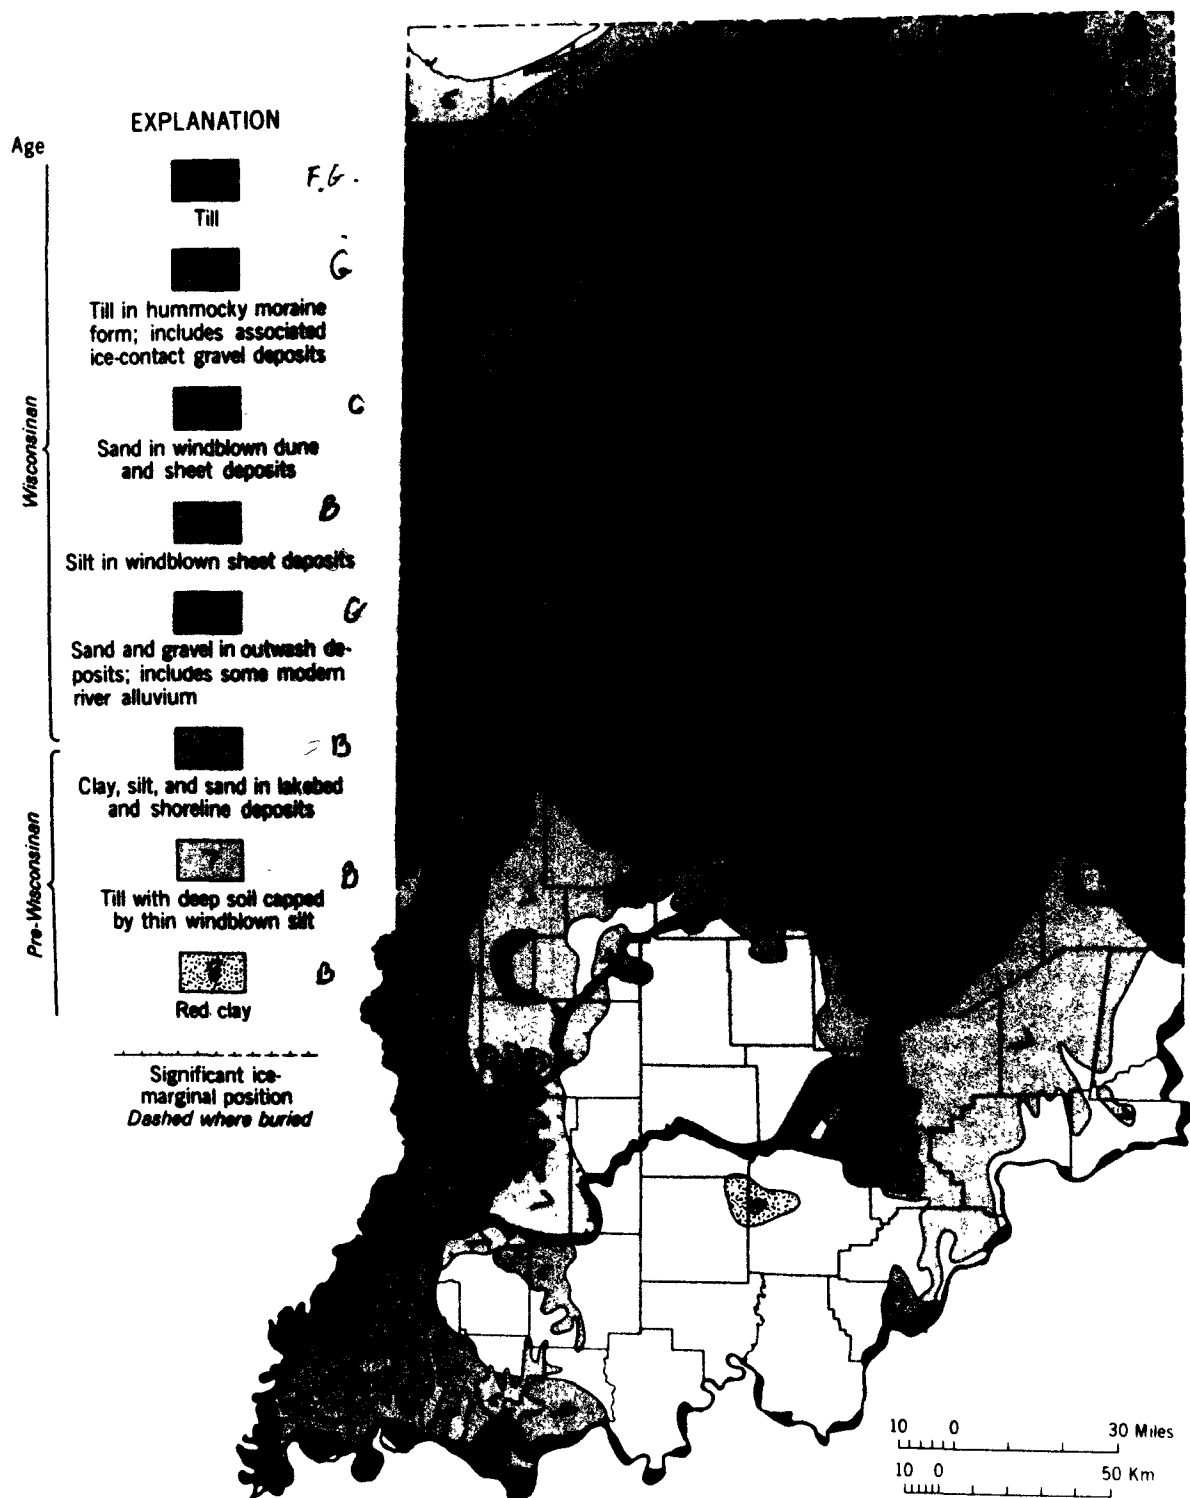 EXPLANATION
Age
F.G.
Till
G
Till in hummocky moraine
form; includes associated
ice-contact gravel deposits
G
Sand in windblown dune
and sheet deposits
B
Silt in windblown sheet deposits
G
Sand and gravel in outwash de-
posits; includes some modern
river alluvium
B
Clay, silt, and sand in lakebed
and shoreline deposits
7
B
Till with deep soil capped
by thin windblown silt
B
Red clay
Wisconsinan
Pre-Wisconsinan
Significant ice-
marginal position
Dashed where buried
10 0 30 Miles
10 0 50 Km